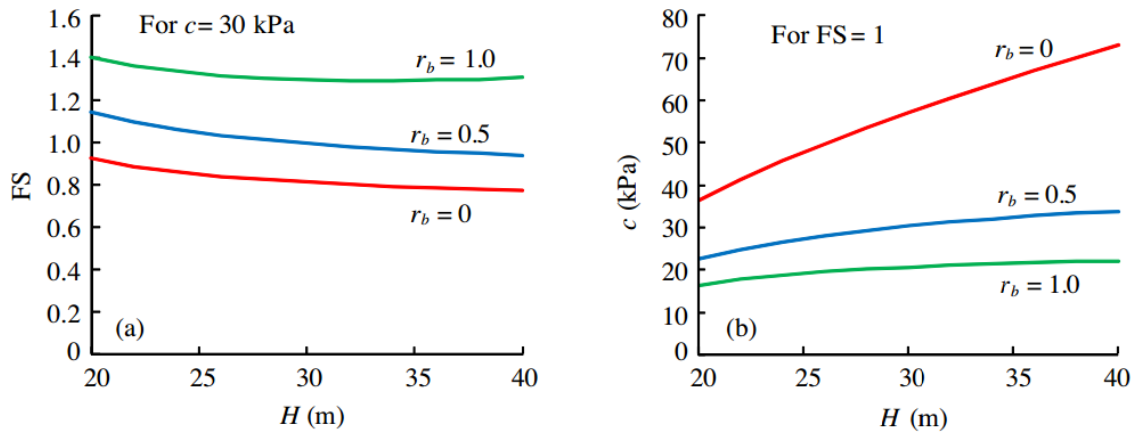 For c = 30 kPa
FS
1.6
1.4
1.2
1.0
0.8
0.6
0.4
0.2
0
r_b = 1.0
r_b = 0.5
r_b = 0
(a)
20 25 30 35 40
H (m)
For FS = 1
c (kPa)
80
70
60
50
40
30
20
10
0
r_b = 0
r_b = 0.5
r_b = 1.0
(b)
20 25 30 35 40
H (m)